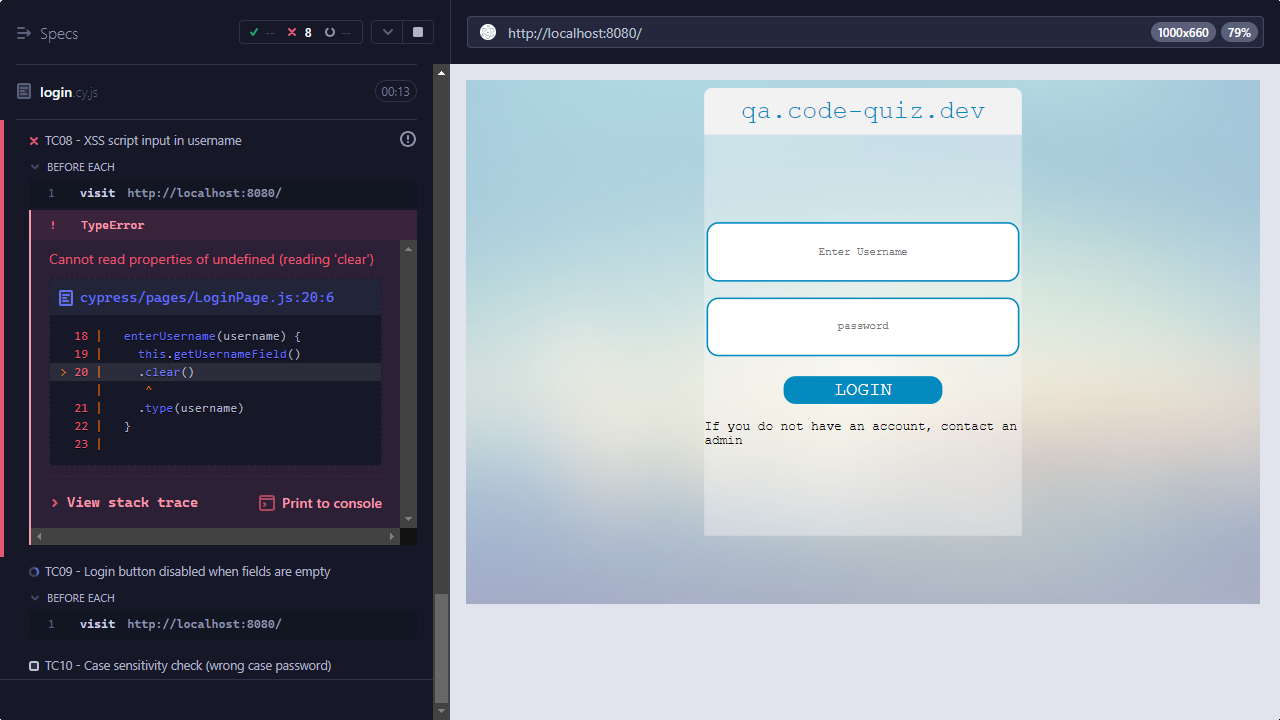 Specs
-- 8 --
login.cy.js
00:13
TC08 - XSS script input in username
BEFORE EACH
1 visit http://localhost:8080/
! TypeError
Cannot read properties of undefined (reading 'clear')
cypress/pages/LoginPage.js:20:6
18 | enterUsername(username) {
19 | this.getUsernameField()
> 20 | .clear()
| ^
21 | .type(username)
22 | }
23 |
> View stack trace
Print to console
TC09 - Login button disabled when fields are empty
BEFORE EACH
1 visit http://localhost:8080/
TC10 - Case sensitivity check (wrong case password)
http://localhost:8080/
1000x660
79%
qa.code-quiz.dev
Enter Username
password
LOGIN
If you do not have an account, contact an
admin